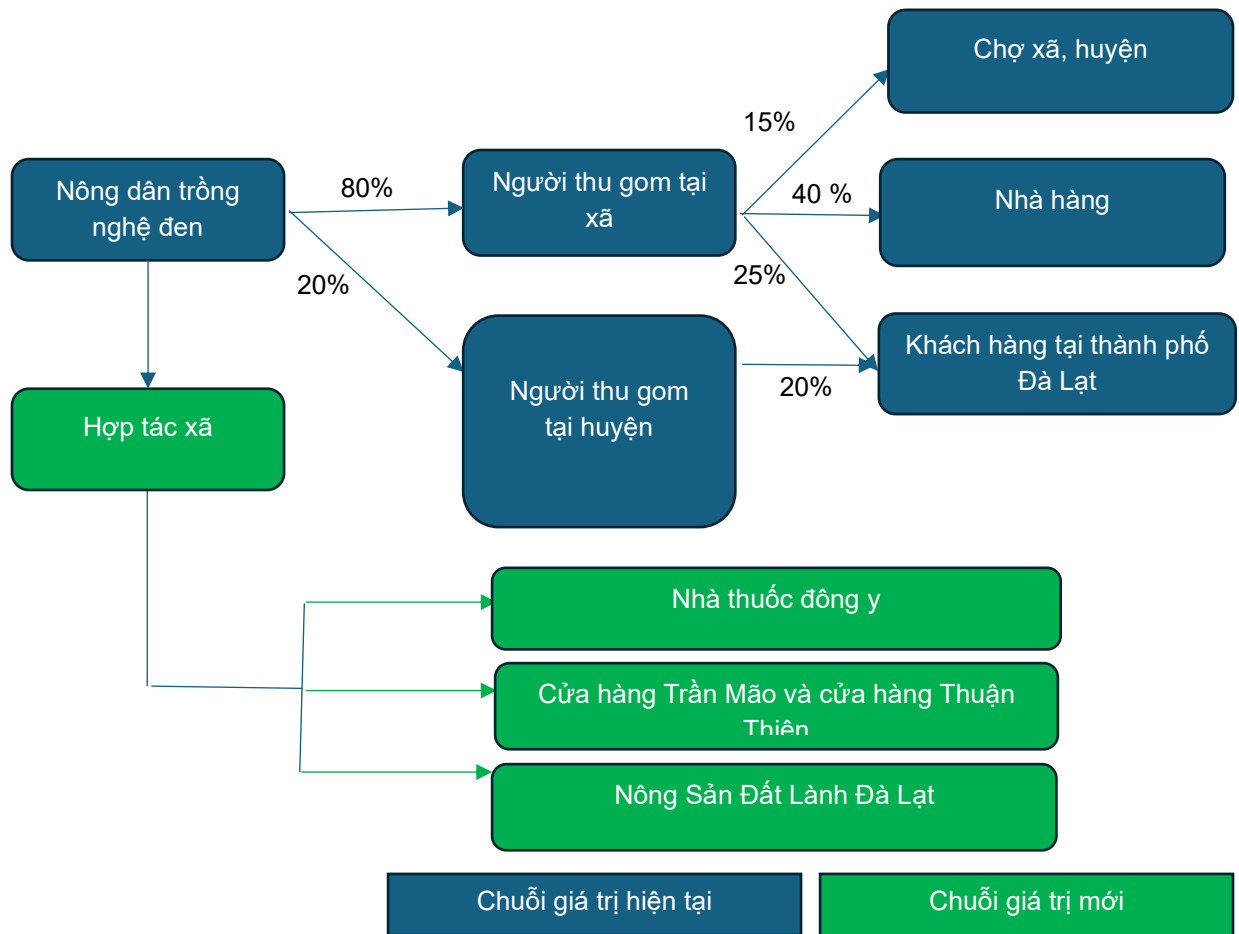 Chợ xã, huyện
15%
Nông dân trồng
nghệ đen
80%
Người thu gom tại
xã
40 %
Nhà hàng
20%
25%
Người thu gom
tại huyện
20%
Khách hàng tại thành phố
Đà Lạt
Hợp tác xã
Nhà thuốc đông y
Cửa hàng Trần Mão và cửa hàng Thuận
Thiên
Nông Sản Đất Lành Đà Lạt
Chuỗi giá trị hiện tại
Chuỗi giá trị mới